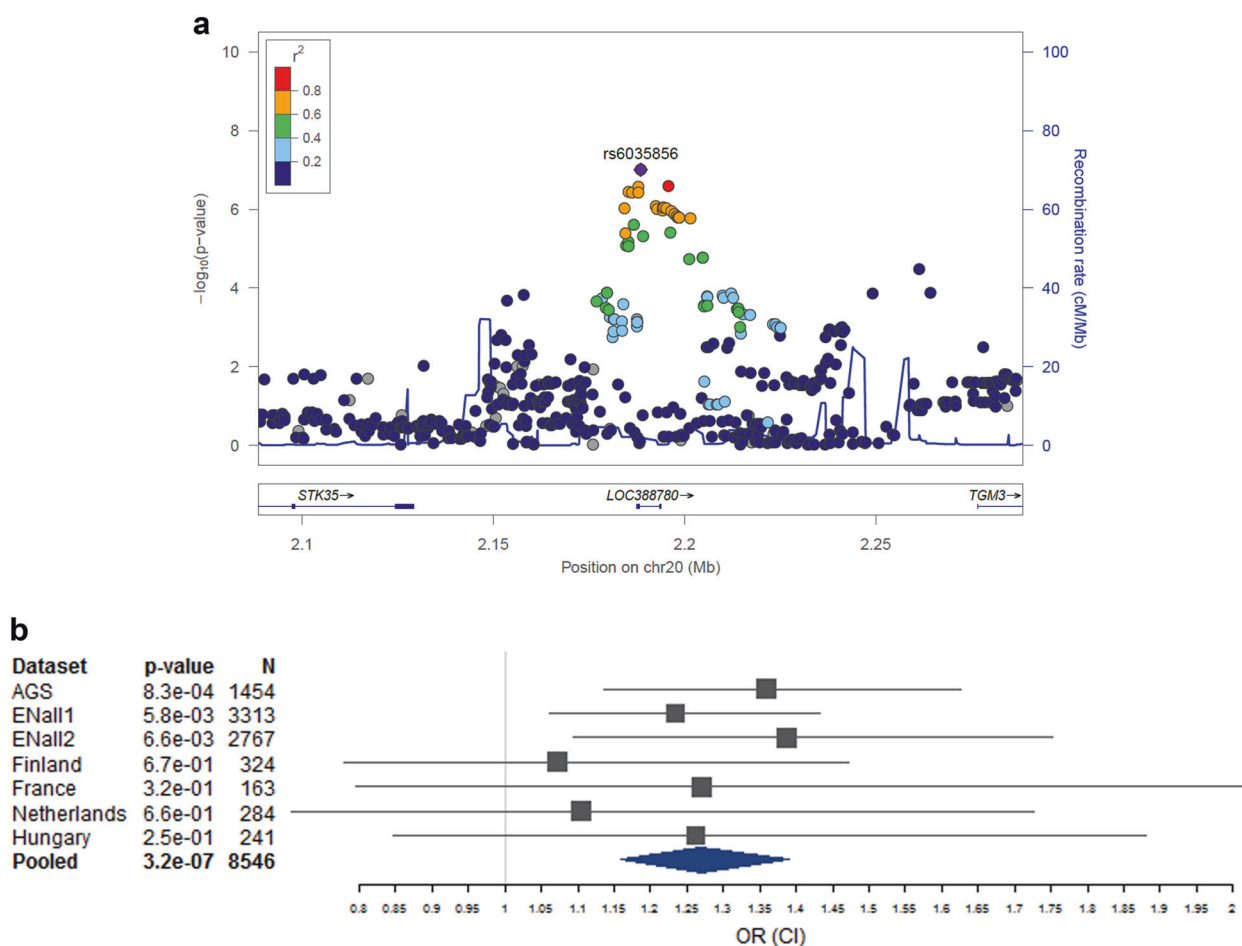 a
r2
0.8
0.6
0.4
0.2
rs6035856
10
8
6
4
2
0
−log10(p−value)
100
80
60
40
20
0
Recombination rate (cM/Mb)
STK35→ LOC388780→ TGM3→
2.1 2.15 2.2 2.25
Position on chr20 (Mb)
b
Dataset p-value N
AGS 8.3e-04 1454
ENall1 5.8e-03 3313
ENall2 6.6e-03 2767
Finland 6.7e-01 324
France 3.2e-01 163
Netherlands 6.6e-01 284
Hungary 2.5e-01 241
Pooled 3.2e-07 8546
0.8 0.85 0.9 0.95 1 1.05 1.1 1.15 1.2 1.25 1.3 1.35 1.4 1.45 1.5 1.55 1.6 1.65 1.7 1.75 1.8 1.85 1.9 1.95 2
OR (CI)